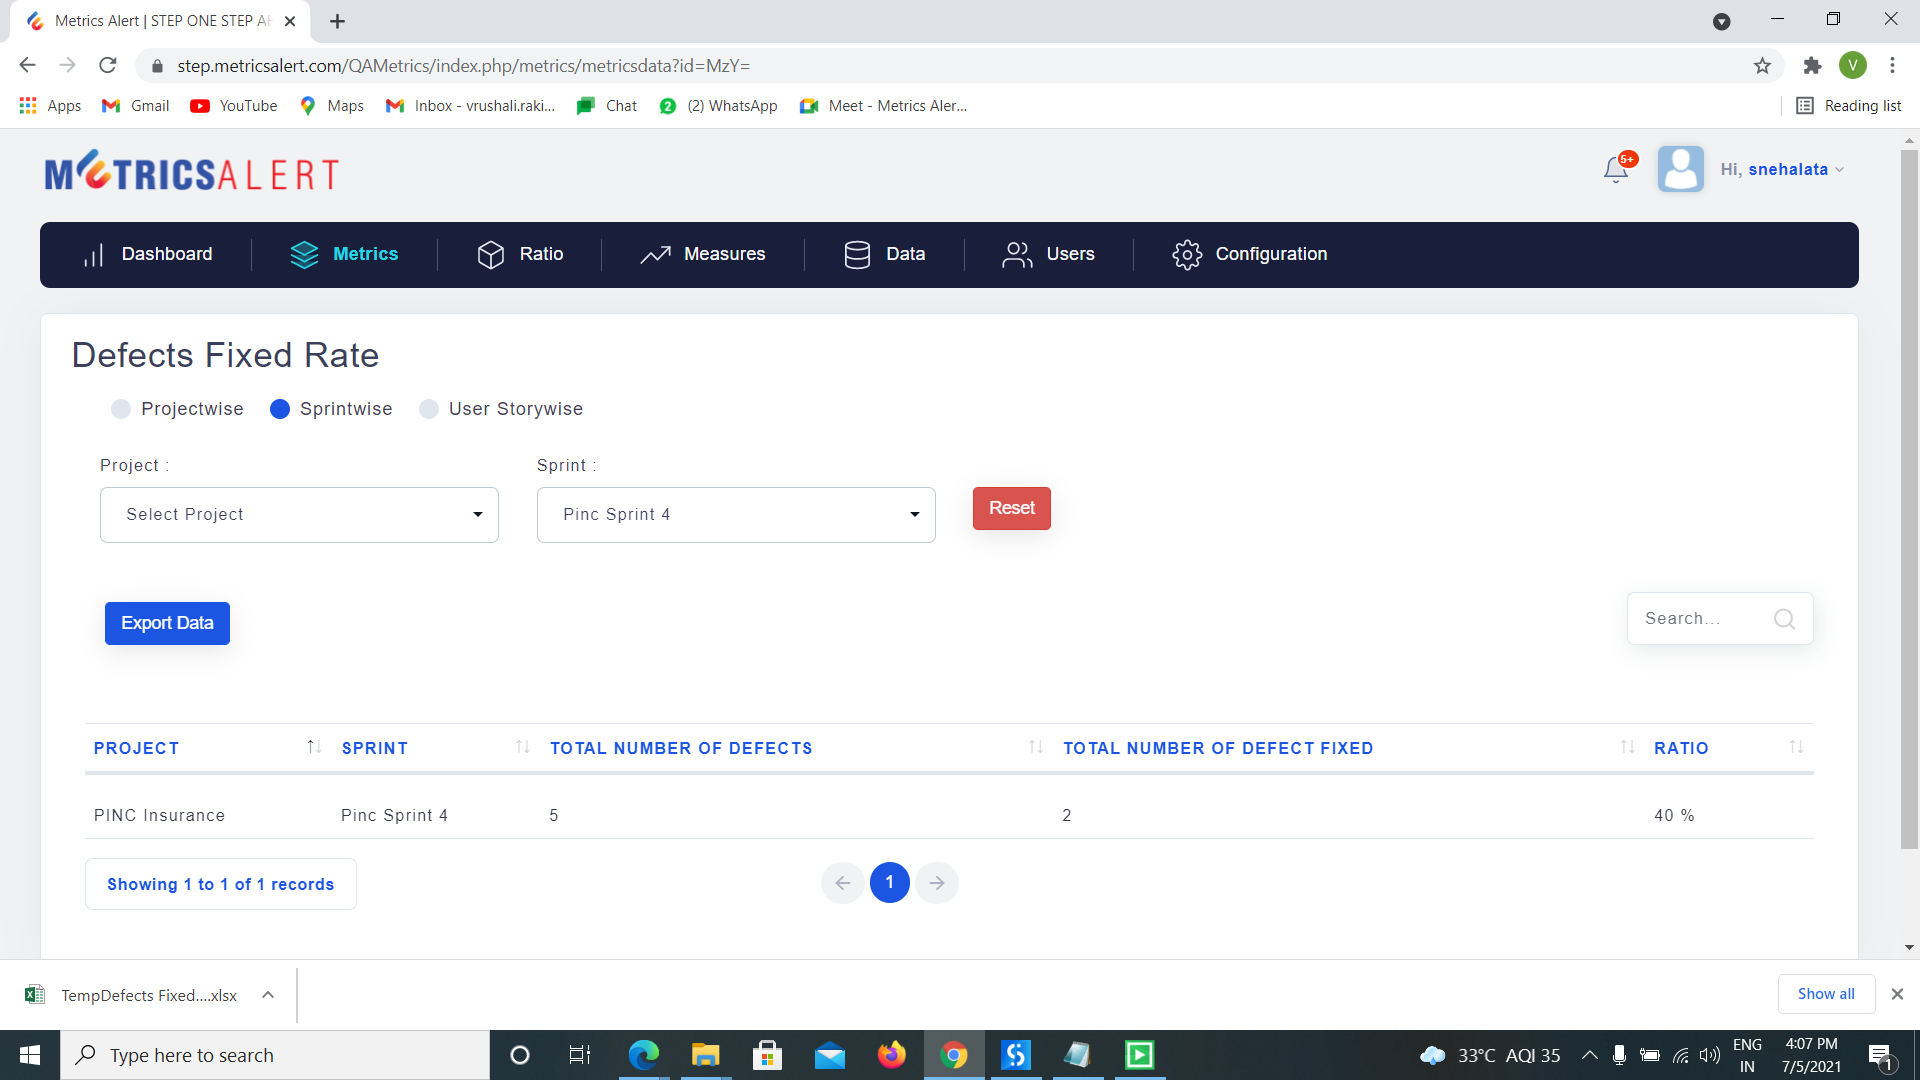 Metrics Alert | STEP ONE STEP AH
step.metricsalert.com/QAMetrics/index.php/metrics/metricsdata?id=MzY=
V
Apps Gmail YouTube Maps Inbox - vrushali.raki... Chat 2 (2) WhatsApp Meet - Metrics Aler... Reading list
METRICSALERT
5+
Hi, snehalata
Dashboard Metrics Ratio Measures Data Users Configuration
Defects Fixed Rate
Projectwise Sprintwise User Storywise
Project : Sprint :
Select Project Pinc Sprint 4 Reset
Export Data Search...
PROJECT SPRINT TOTAL NUMBER OF DEFECTS TOTAL NUMBER OF DEFECT FIXED RATIO
PINC Insurance Pinc Sprint 4 5 2 40 %
Showing 1 to 1 of 1 records 1
TempDefects Fixed....xlsx Show all
Type here to search
33°C AQI 35
ENG
IN
4:07 PM
7/5/2021
1